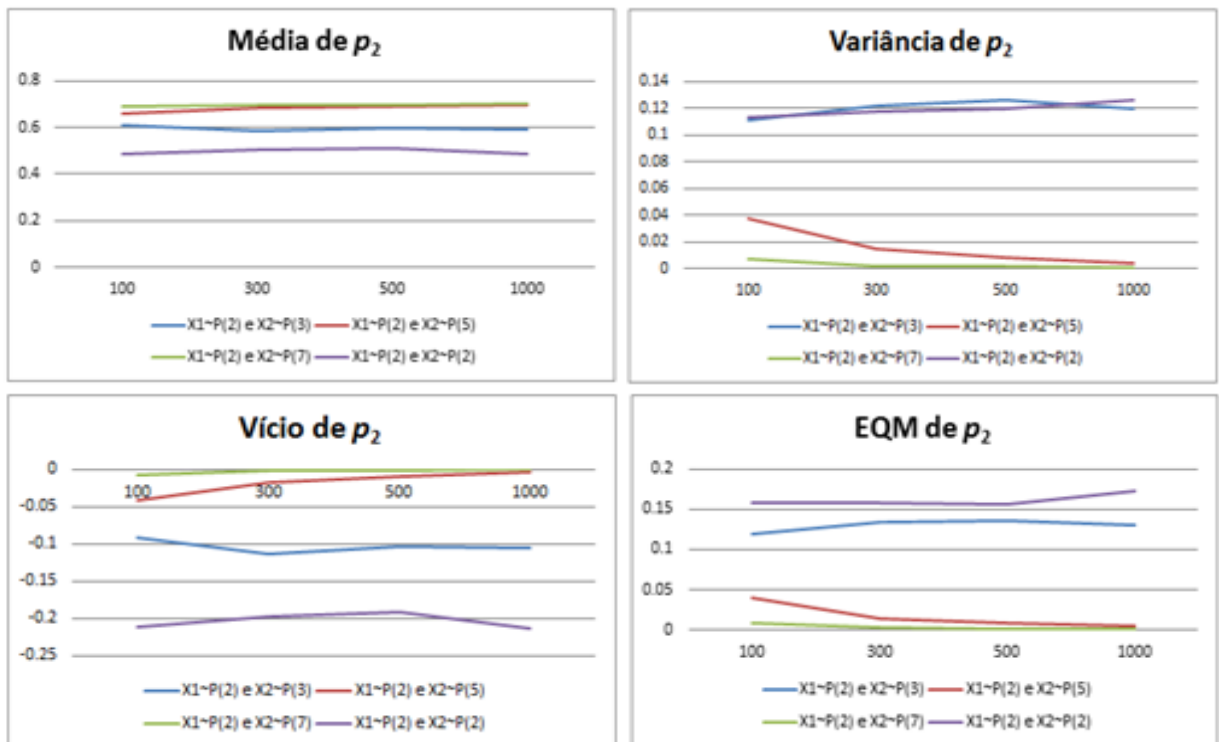 Média de p₂
0.8
0.6
0.4
0.2
0
100 300 500 1000
X1~P(2) e X2~P(3) X1~P(2) e X2~P(5)
X1~P(2) e X2~P(7) X1~P(2) e X2~P(2)
Variância de p₂
0.14
0.12
0.1
0.08
0.06
0.04
0.02
0
100 300 500 1000
X1~P(2) e X2~P(3) X1~P(2) e X2~P(5)
X1~P(2) e X2~P(7) X1~P(2) e X2~P(2)
Vício de p₂
0
100 300 500 1000
-0.05
-0.1
-0.15
-0.2
-0.25
X1~P(2) e X2~P(3) X1~P(2) e X2~P(5)
X1~P(2) e X2~P(7) X1~P(2) e X2~P(2)
EQM de p₂
0.2
0.15
0.1
0.05
0
100 300 500 1000
X1~P(2) e X2~P(3) X1~P(2) e X2~P(5)
X1~P(2) e X2~P(7) X1~P(2) e X2~P(2)